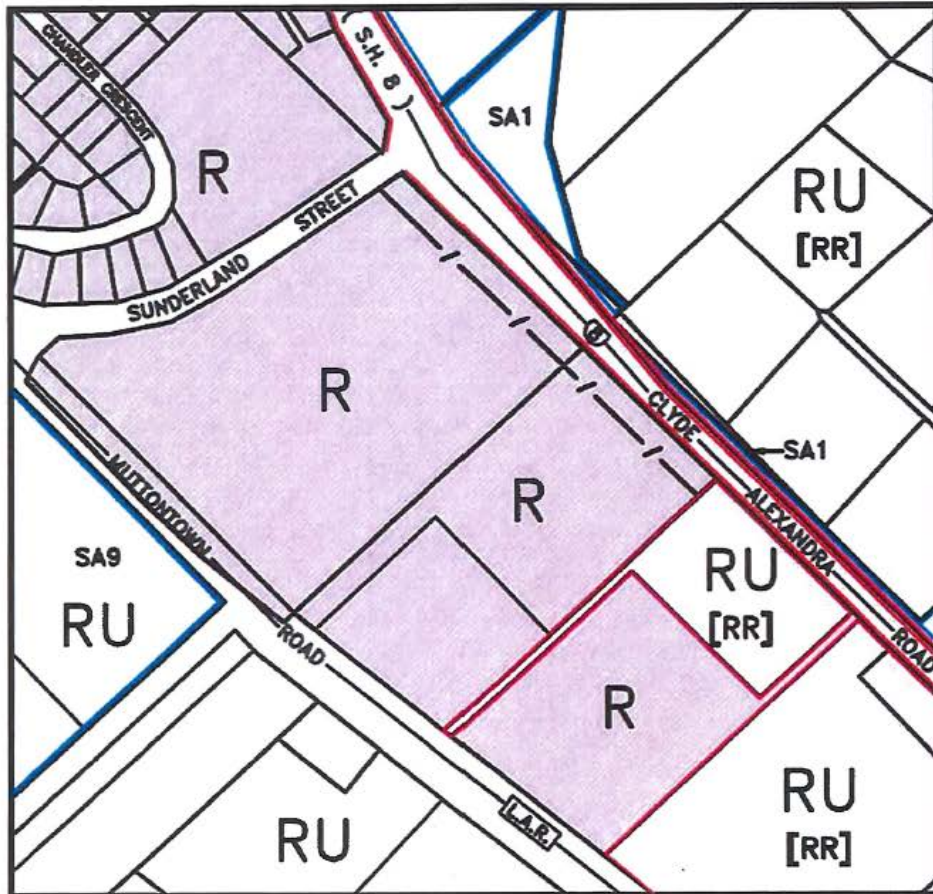 CHANDLER CRESCENT
( S.H. 8 )
SA1
R
RU
[RR]
SUNDERLAND STREET
8
R
CLYDE
SA1
ALEXANDRA
ROAD
R
MUTTONTOWN
SA9
RU
RU
[RR]
ROAD
R
L.A.R.
RU
RU
[RR]